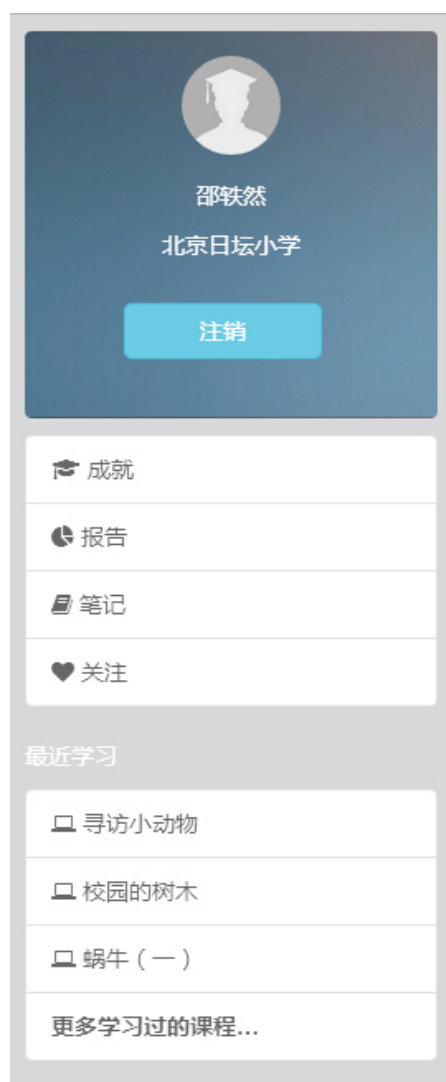 邵轶然
北京日坛小学
注销
成就
报告
笔记
关注
最近学习
寻访小动物
校园的树木
蜗牛（一）
更多学习过的课程...